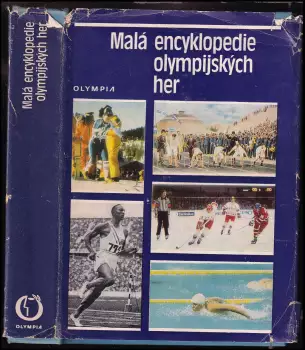 Malá encyklopedie
olympijských her
OLYMPIA
Malá encyklopedie
olympijských
her
OLYMPIA